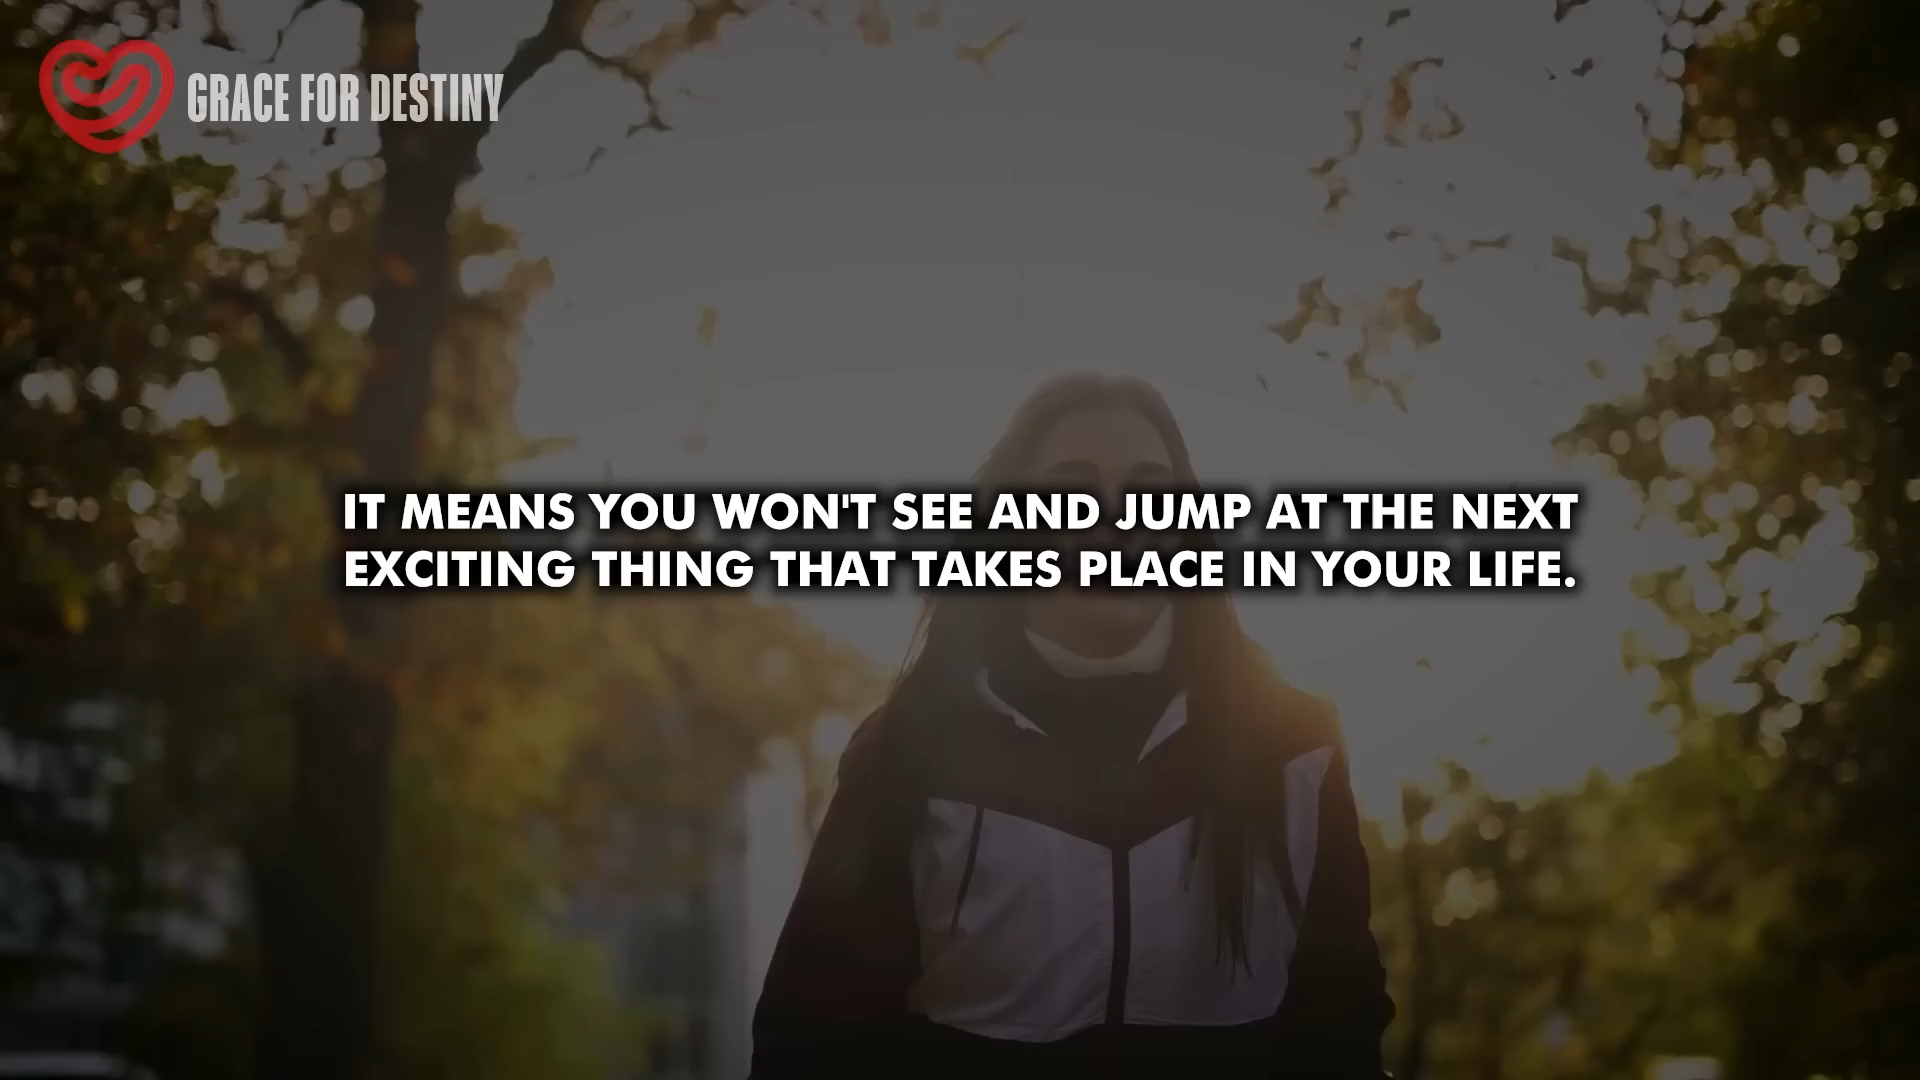 GRACE FOR DESTINY
IT MEANS YOU WON'T SEE AND JUMP AT THE NEXT
EXCITING THING THAT TAKES PLACE IN YOUR LIFE.